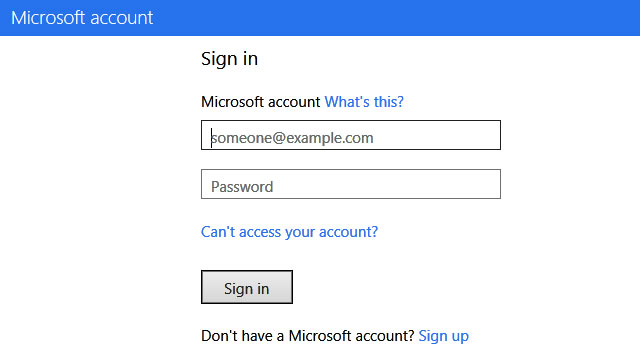 Microsoft account
Sign in
Microsoft account What's this?
someone@example.com
Password
Can't access your account?
Sign in
Don't have a Microsoft account? Sign up